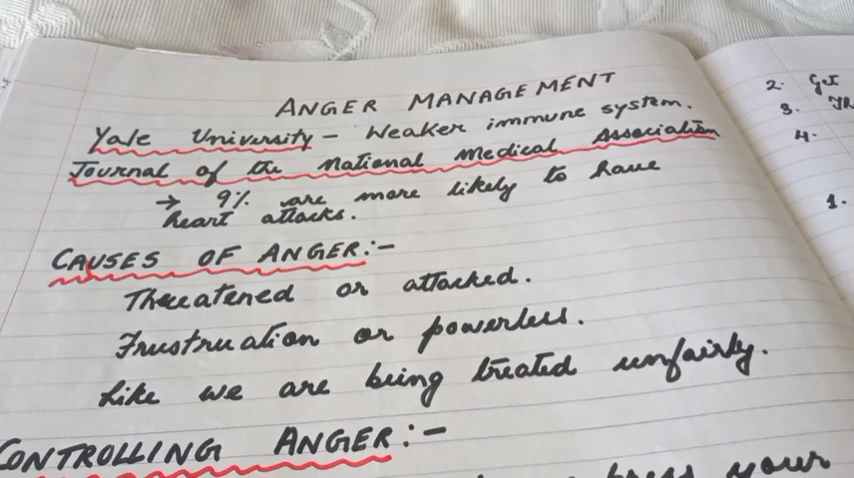 ANGER MANAGEMENT
Yale University - Weaker immune system.
Journal of the National Medical Association
→ 9% are more likely to have
heart attacks.
CAUSES OF ANGER:-
Threatened or attacked.
Frustruation or powerless.
Like we are being treated unfairly.
CONTROLLING ANGER:-
your
2. Get
3.
4.
1.